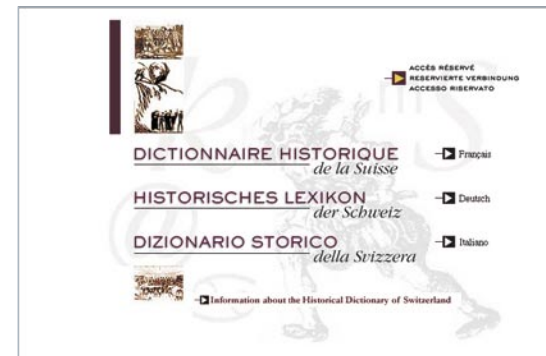 ACCÈS RÉSERVÉ
RESERVIERTE VERBINDUNG
ACCESSO RISERVATO
DICTIONNAIRE HISTORIQUE
de la Suisse
Français
HISTORISCHES LEXIKON
der Schweiz
Deutsch
DIZIONARIO STORICO
della Svizzera
Italiano
Information about the Historical Dictionary of Switzerland